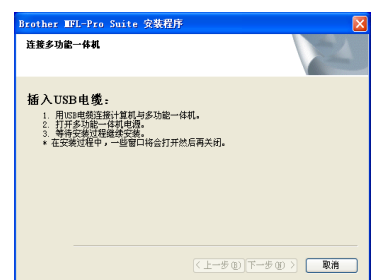 Brother MFL-Pro Suite 安装程序
连接多功能一体机
插入USB电缆：
1. 用USB电缆连接计算机与多功能一体机。
2. 打开多功能一体机电源。
3. 等待安装过程继续安装。
* 在安装过程中，一些窗口将会打开然后再关闭。
< 上一步(B) 下一步(N) > 取消